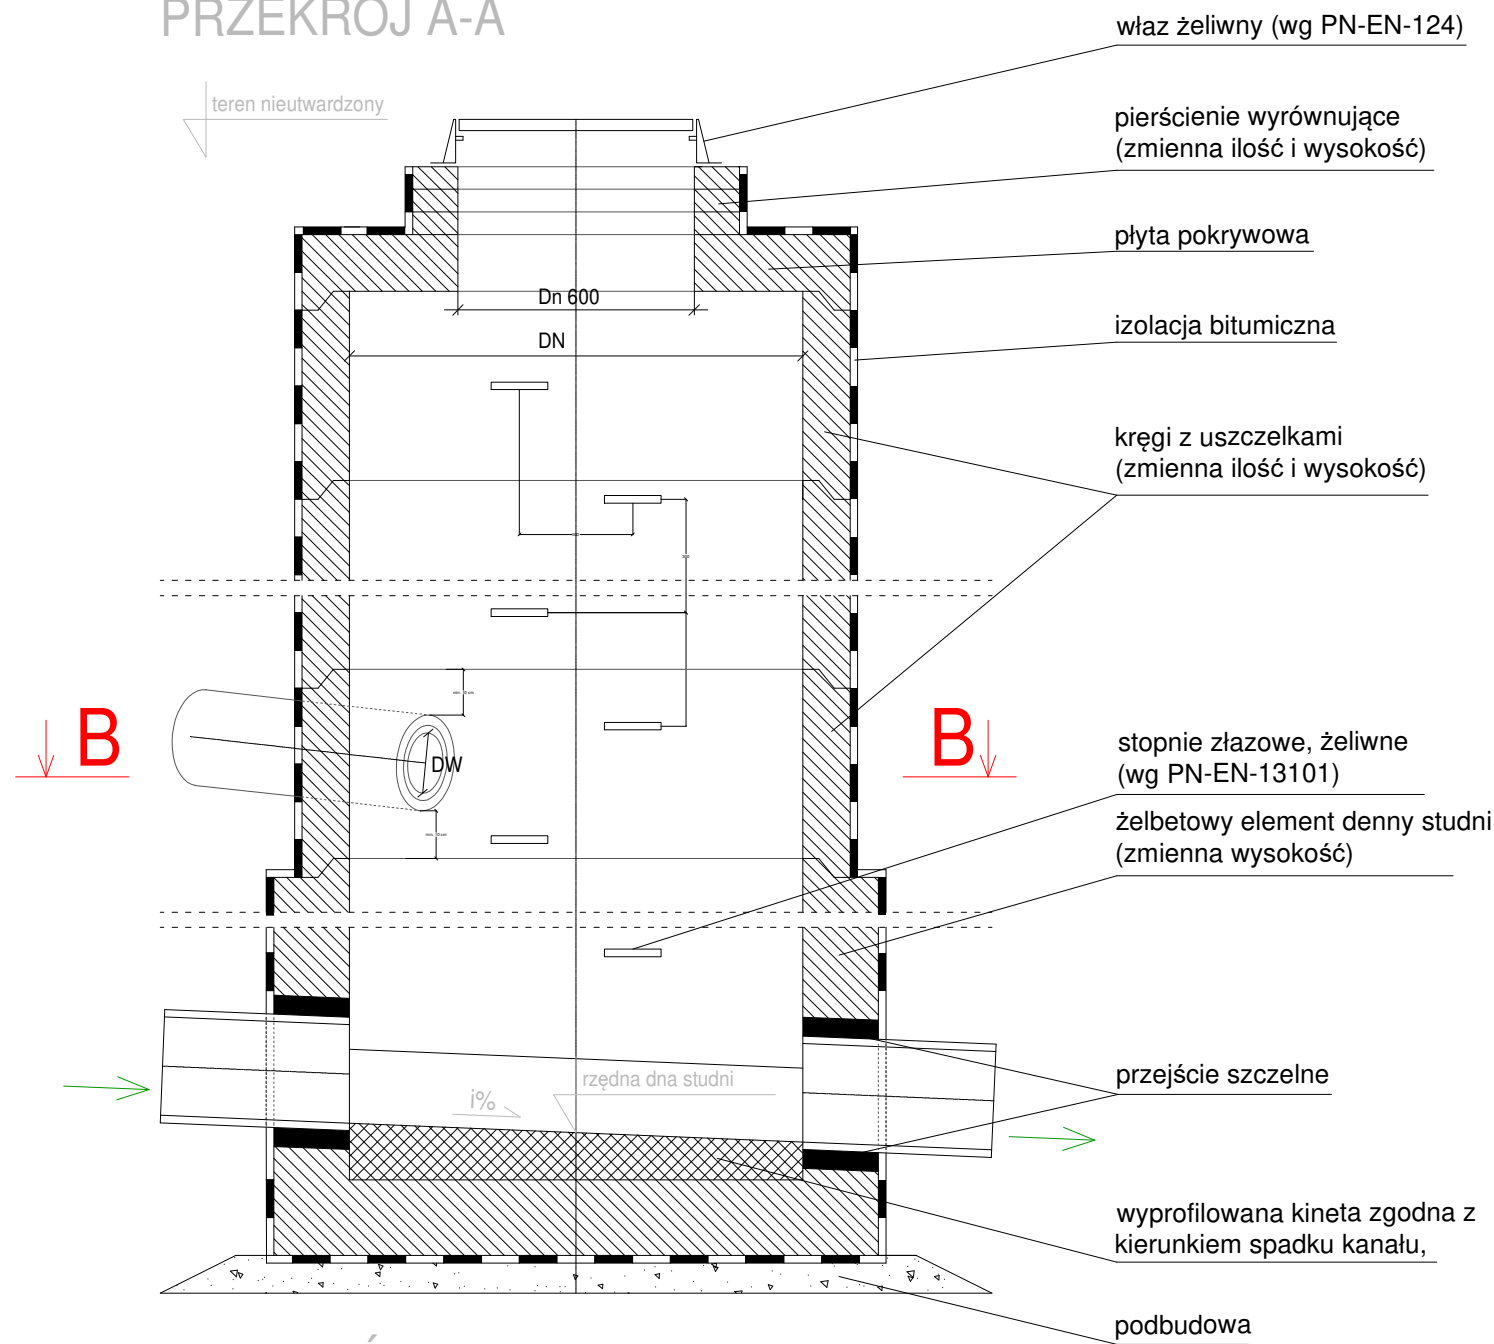 PRZEKRÓJ A-A
teren nieutwardzony
właz żeliwny (wg PN-EN-124)
pierścienie wyrównujące
(zmienna ilość i wysokość)
płyta pokrywowa
izolacja bitumiczna
kręgi z uszczelkami
(zmienna ilość i wysokość)
Dn 600
DN
B
B
DW
stopnie złazowe, żeliwne
(wg PN-EN-13101)
żelbetowy element denny studni
(zmienna wysokość)
przejście szczelne
rzędna dna studni
i%
wyprofilowana kineta zgodna z
kierunkiem spadku kanału,
podbudowa